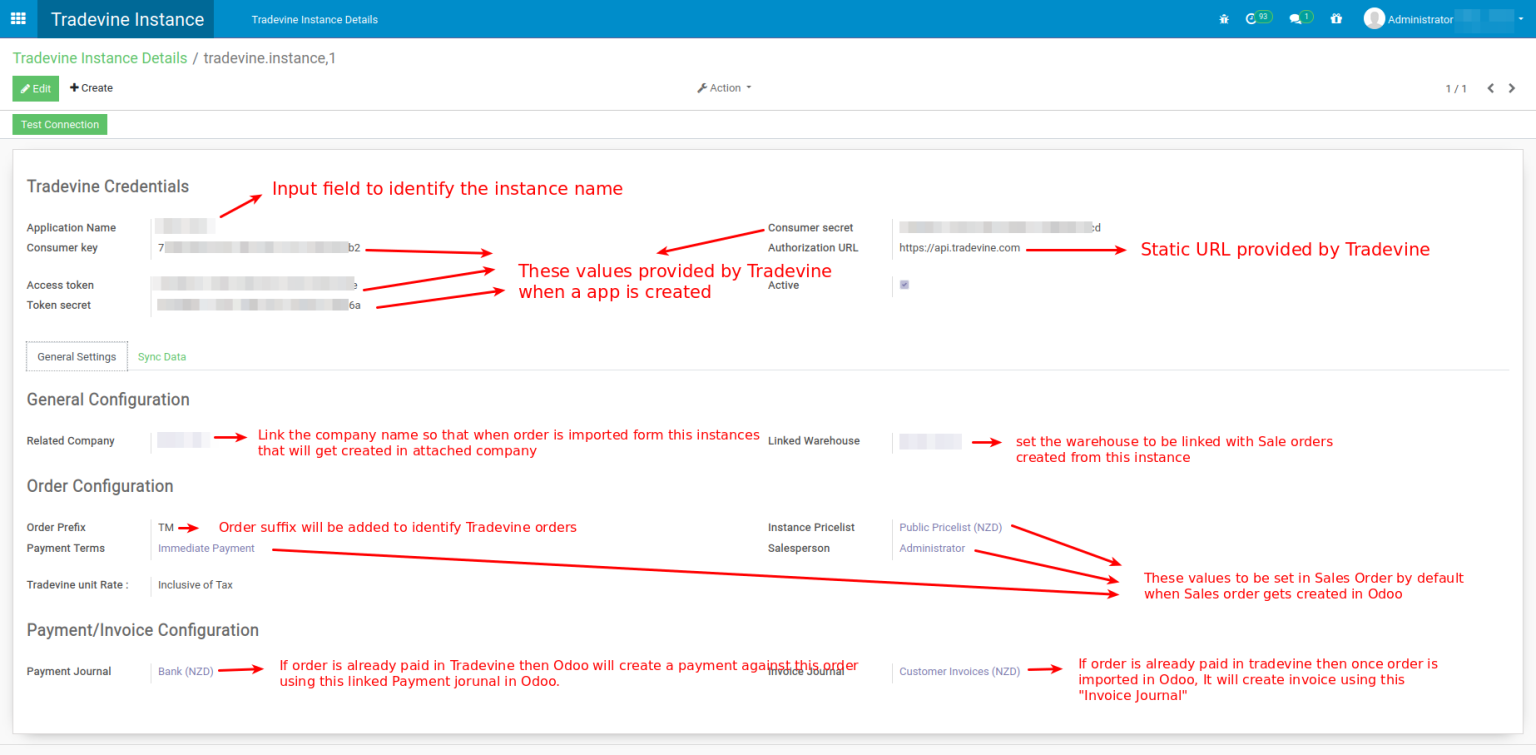 Tradevine Instance
Tradevine Instance Details
93
1
Administrator
Tradevine Instance Details / tradevine.instance,1
Edit
Create
Action
1 / 1
Test Connection
Tradevine Credentials
Input field to identify the instance name
Application Name
Consumer secret
cd
Consumer key
7
b2
Authorization URL
https://api.tradevine.com
Static URL provided by Tradevine
These values provided by Tradevine
when a app is created
Access token
e
Active
Token secret
6a
General Settings
Sync Data
General Configuration
Related Company
Link the company name so that when order is imported form this instances
that will get created in attached company
Linked Warehouse
set the warehouse to be linked with Sale orders
created from this instance
Order Configuration
Order Prefix
TM
Order suffix will be added to identify Tradevine orders
Instance Pricelist
Public Pricelist (NZD)
Payment Terms
Immediate Payment
Salesperson
Administrator
These values to be set in Sales Order by default
when Sales order gets created in Odoo
Tradevine unit Rate :
Inclusive of Tax
Payment/Invoice Configuration
Payment Journal
Bank (NZD)
If order is already paid in Tradevine then Odoo will create a payment against this order
using this linked Payment jorunal in Odoo.
Invoice Journal
Customer Invoices (NZD)
If order is already paid in tradevine then once order is
imported in Odoo, It will create invoice using this
"Invoice Journal"